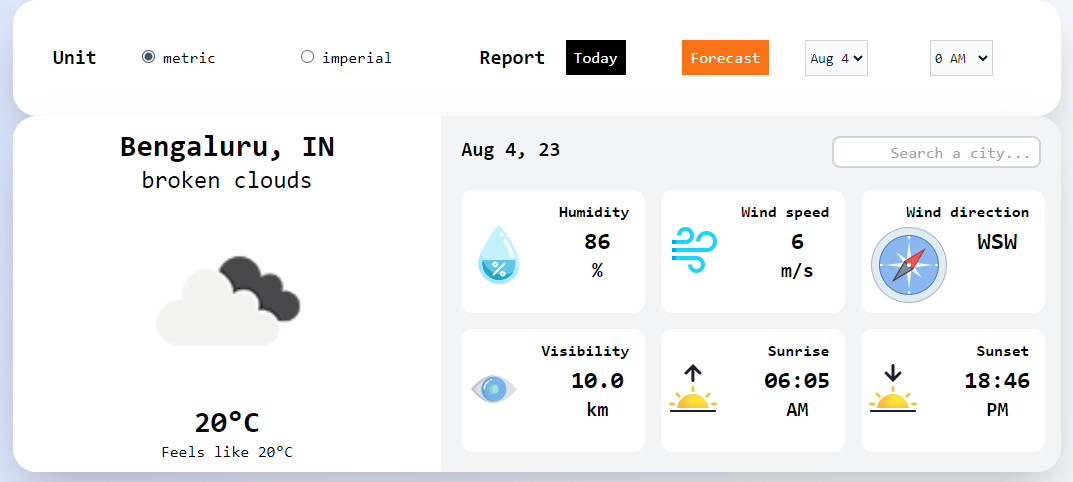 Unit metric imperial Report Today Forecast Aug 4 0 AM
Bengaluru, IN
broken clouds
20°C
Feels like 20°C
Aug 4, 23 Search a city...
Humidity
86
%
Wind speed
6
m/s
Wind direction
WSW
Visibility
10.0
km
Sunrise
06:05
AM
Sunset
18:46
PM